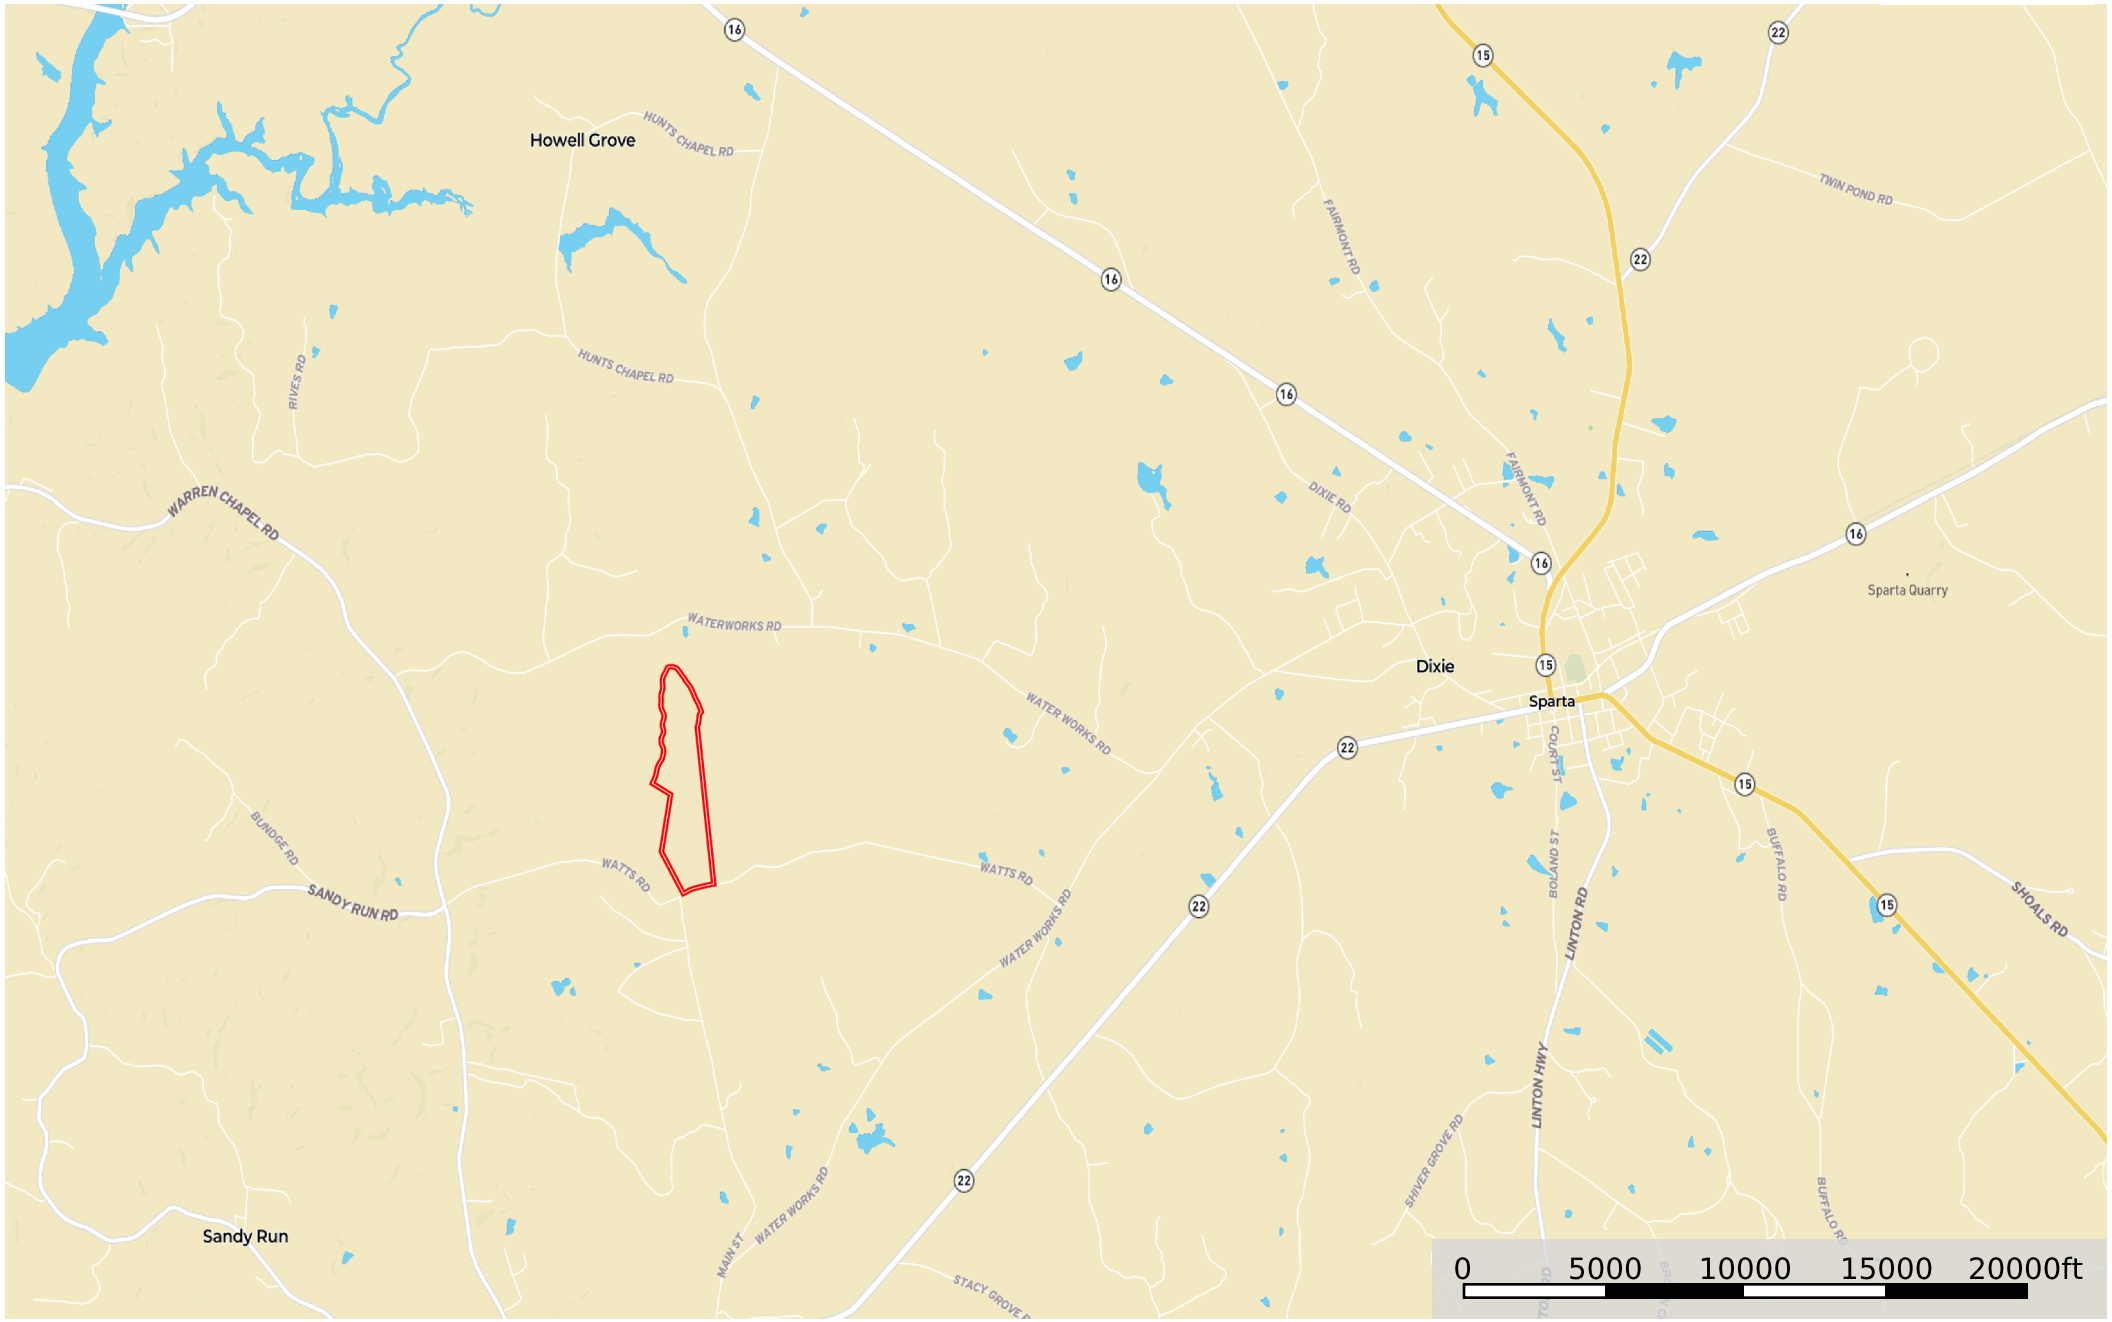 16
15
22
Howell Grove
HUNTS CHAPEL RD
TWIN POND RD
FAIRMONT RD
22
16
RIVES RD
HUNTS CHAPEL RD
16
WARREN CHAPEL RD
DIXIE RD
FAIRMONT RD
16
16
Sparta Quarry
WATERWORKS RD
Dixie
15
Sparta
WATER WORKS RD
22
COURT ST
15
BUNDGE RD
WATTS RD
WATTS RD
BOLAND ST
BUFFALO RD
SANDY RUN RD
WATER WORKS RD
22
LINTON RD
15
SHOALS RD
LINTON HWY
SHIVER GROVE RD
22
WATER WORKS RD
MAIN ST
BUFFALO RD
Sandy Run
STACY GROVE R
0 5000 10000 15000 20000ft